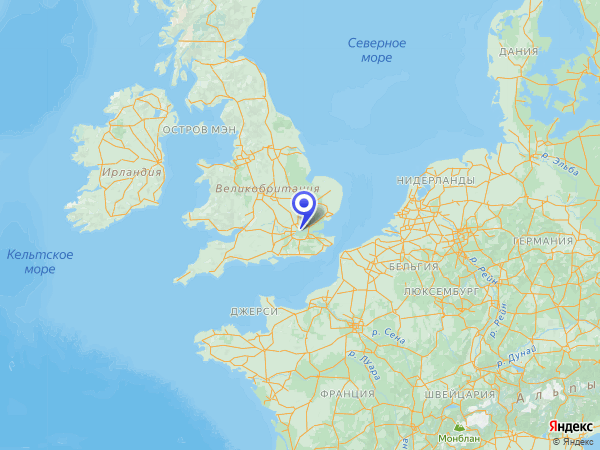 Северное
море
ДАНИЯ
ОСТРОВ МЭН
р. Эльба
Ирландия
НИДЕРЛАНДЫ
Великобритания
ГЕРМАНИЯ
Кельтское
море
БЕЛЬГИЯ
р. Рейн
ЛЮКСЕМБУРГ
ДЖЕРСИ
р. Рейн
р. Сена
р. Луара
р. Дунай
ФРАНЦИЯ
ШВЕЙЦАРИЯ
Альпы
Монблан
Яндекс
© Яндекс